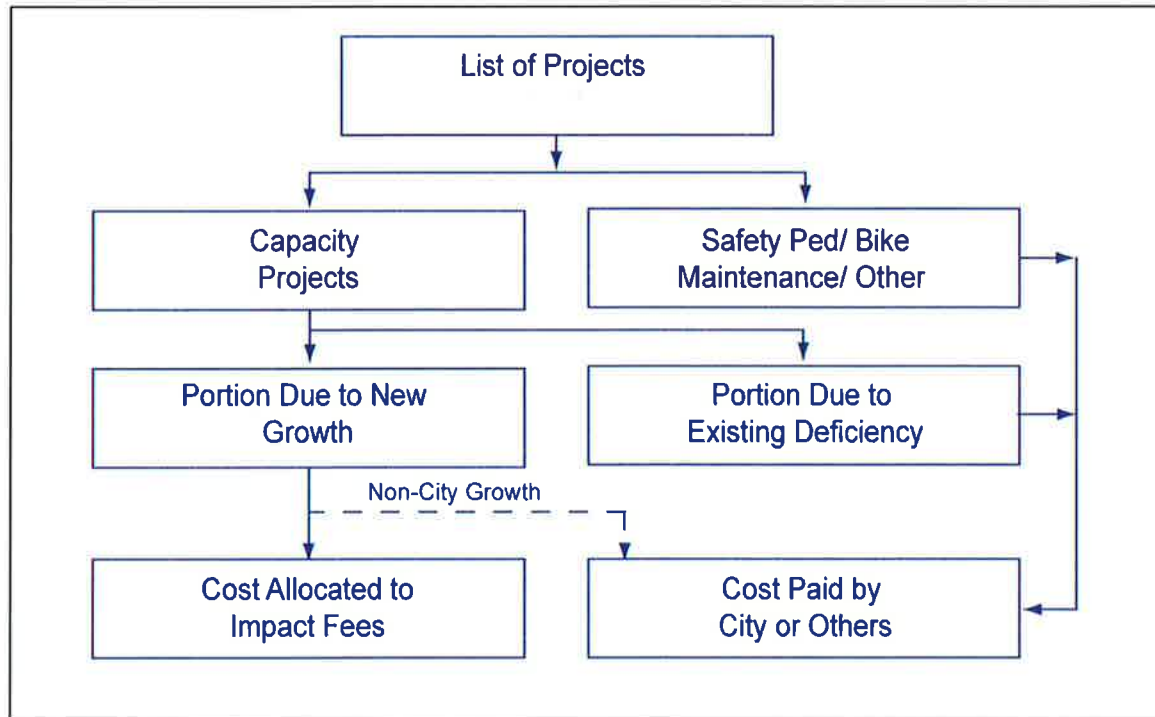 List of Projects
Capacity
Projects
Safety Ped/ Bike
Maintenance/ Other
Portion Due to New
Growth
Portion Due to
Existing Deficiency
Non-City Growth
Cost Allocated to
Impact Fees
Cost Paid by
City or Others